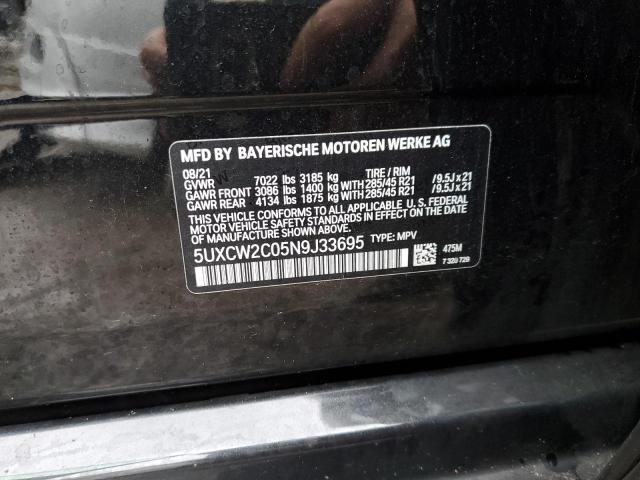 MFD BY BAYERISCHE MOTOREN WERKE AG
08/21
GVWR 7022 lbs 3185 kg TIRE / RIM
GAWR FRONT 3086 lbs 1400 kg WITH 285/45 R21 /9.5J x 21
GAWR REAR 4134 lbs 1875 kg WITH 285/45 R21 /9.5J x 21
THIS VEHICLE CONFORMS TO ALL APPLICABLE U. S. FEDERAL
MOTOR VEHICLE SAFETY STANDARDS IN EFFECT ON THE DATE
OF MANUFACTURE SHOWN ABOVE.
5UXCW2C05N9J33695 TYPE: MPV
475M
7 320 729